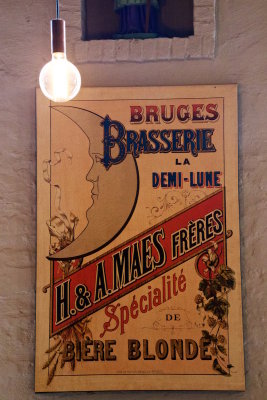 BRUGES
BRASSERIE
LA
DEMI-LUNE
H. & A. MAES FRÈRES
Spécialité
DE
BIÈRE BLONDE